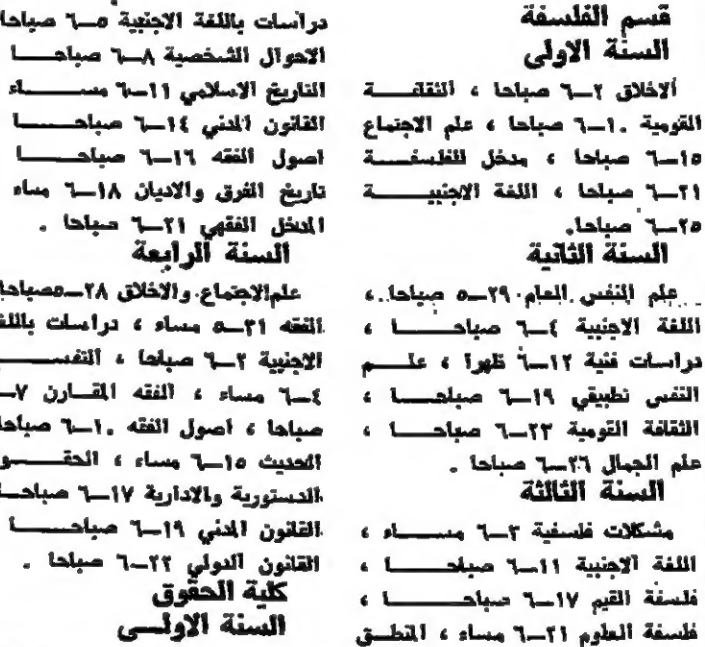 قسم الفلسفة
السنة الاولى
الاخلاق ٢—٦ صباحا ، الثقافة
القومية ١٠—٦ صباحا ، علم الاجتماع
١٥—٦ صباحا ، مدخل للفلسفة
٢١—٦ صباحا ، اللغة الاجنبية
٢٥—٦ صباحا.
السنة الثانية
علم النفس العام ٢٩—٥ صباحا ،
اللغة الاجنبية ٤—٦ صباحا ،
دراسات فنية ١٢—٦ ظهرا ، علم
النفس تطبيقي ١٩—٦ صباحا ،
الثقافة القومية ٢٣—٦ صباحا ،
علم الجمال ٢٦—٦ صباحا .
السنة الثالثة
مشكلات فلسفية ٣—٦ مساء ،
اللغة الاجنبية ١١—٦ صباحا ،
فلسفة القيم ١٧—٦ صباحا ،
فلسفة العلوم ٢١—٦ مساء ، المنطق
دراسات باللغة الاجنبية ٥—٦ صباحا
الاحوال الشخصية ٨—٦ صباحا
التاريخ الاسلامي ١١—٦ مساء
القانون المدني ١٤—٦ صباحا
اصول الفقه ١٦—٦ صباحا
تاريخ الفرق والاديان ١٨—٦ مساء
المدخل الفقهي ٢١—٦ صباحا .
السنة الرابعة
علم الاجتماع والاخلاق ٢٨—٥ صباحا
الفقه ٣١—٥ مساء ، دراسات باللغ
الاجنبية ٢—٦ صباحا ، التفس
٤—٦ مساء ، الفقه المقارن ٧—
صباحا ، اصول الفقه ١٠—٦ صباحا
الحديث ١٥—٦ مساء ، الحقو
الدستورية والادارية ١٧—٦ صباحا
القانون المدني ١٩—٦ صباحا
القانون الدولي ٢٢—٦ صباحا .
كلية الحقوق
السنة الاولى